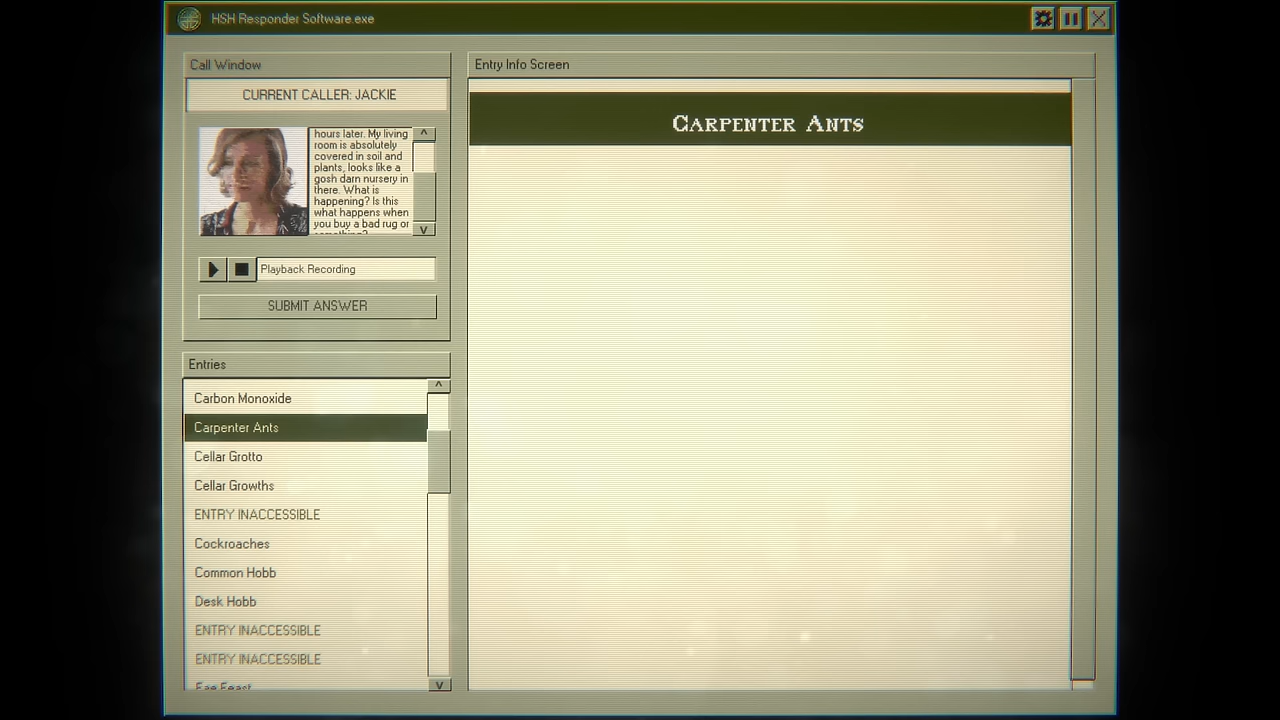 HSH Responder Software.exe
Call Window
CURRENT CALLER: JACKIE
hours later. My living
room is absolutely
covered in soil and
plants, looks like a
gosh darn nursery in
there. What is
happening? Is this
what happens when
you buy a bad rug or
something?
Playback Recording
SUBMIT ANSWER
Entries
Carbon Monoxide
Carpenter Ants
Cellar Grotto
Cellar Growths
ENTRY INACCESSIBLE
Cockroaches
Common Hobb
Desk Hobb
ENTRY INACCESSIBLE
ENTRY INACCESSIBLE
Fae Feast
Entry Info Screen
Carpenter Ants